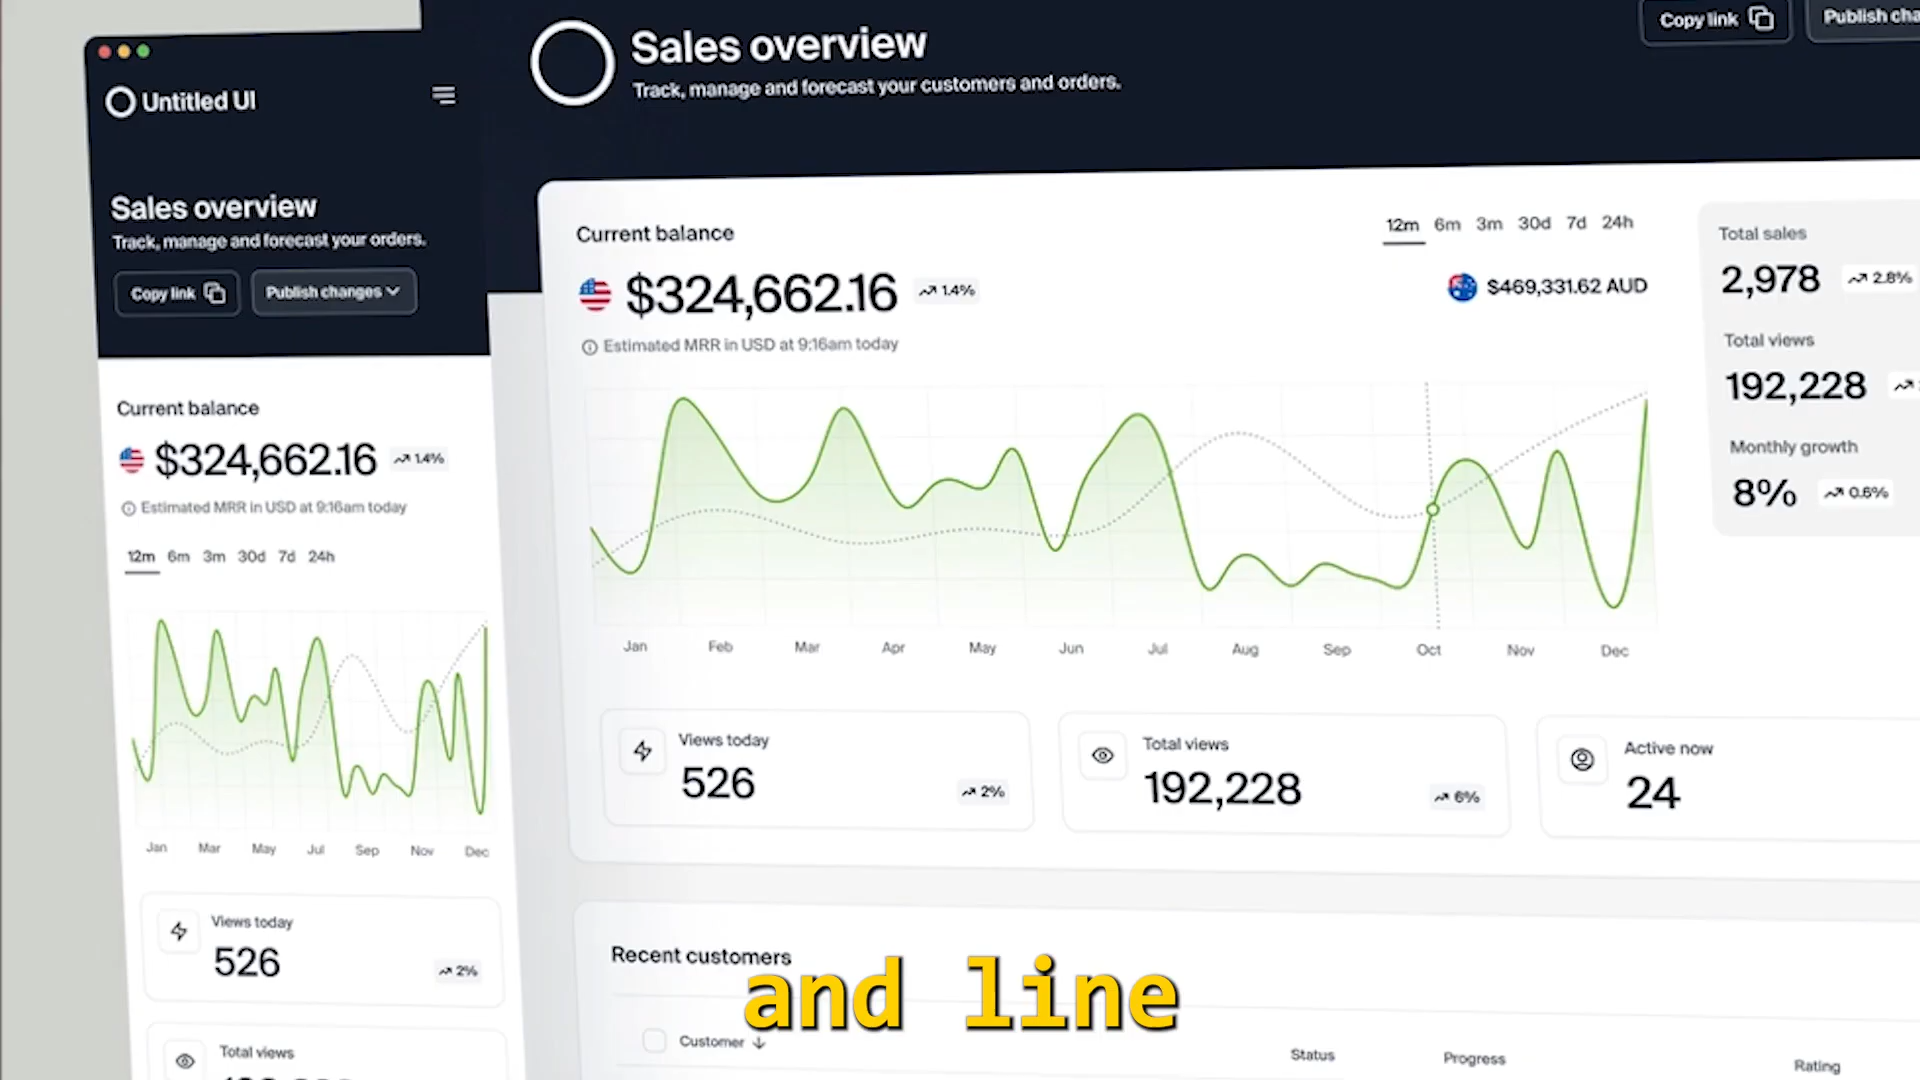 Untitled UI
Sales overview
Track, manage and forecast your orders.
Copy link
Publish changes
Current balance
$324,662.16
1.4%
Estimated MRR in USD at 9:16am today
12m 6m 3m 30d 7d 24h
Jan Mar May Jul Sep Nov Dec
Views today
526
2%
Total views
Sales overview
Track, manage and forecast your customers and orders.
Copy link
Publish
Current balance
12m 6m 3m 30d 7d 24h
$324,662.16
1.4%
$469,331.62 AUD
Estimated MRR in USD at 9:16am today
Jan Feb Mar Apr May Jun Jul Aug Sep Oct Nov Dec
Total sales
2,978
2.8%
Total views
192,228
Monthly growth
8%
0.6%
Views today
526
2%
Total views
192,228
6%
Active now
24
Recent customers
Customer
Status
Progress
Rating
and line